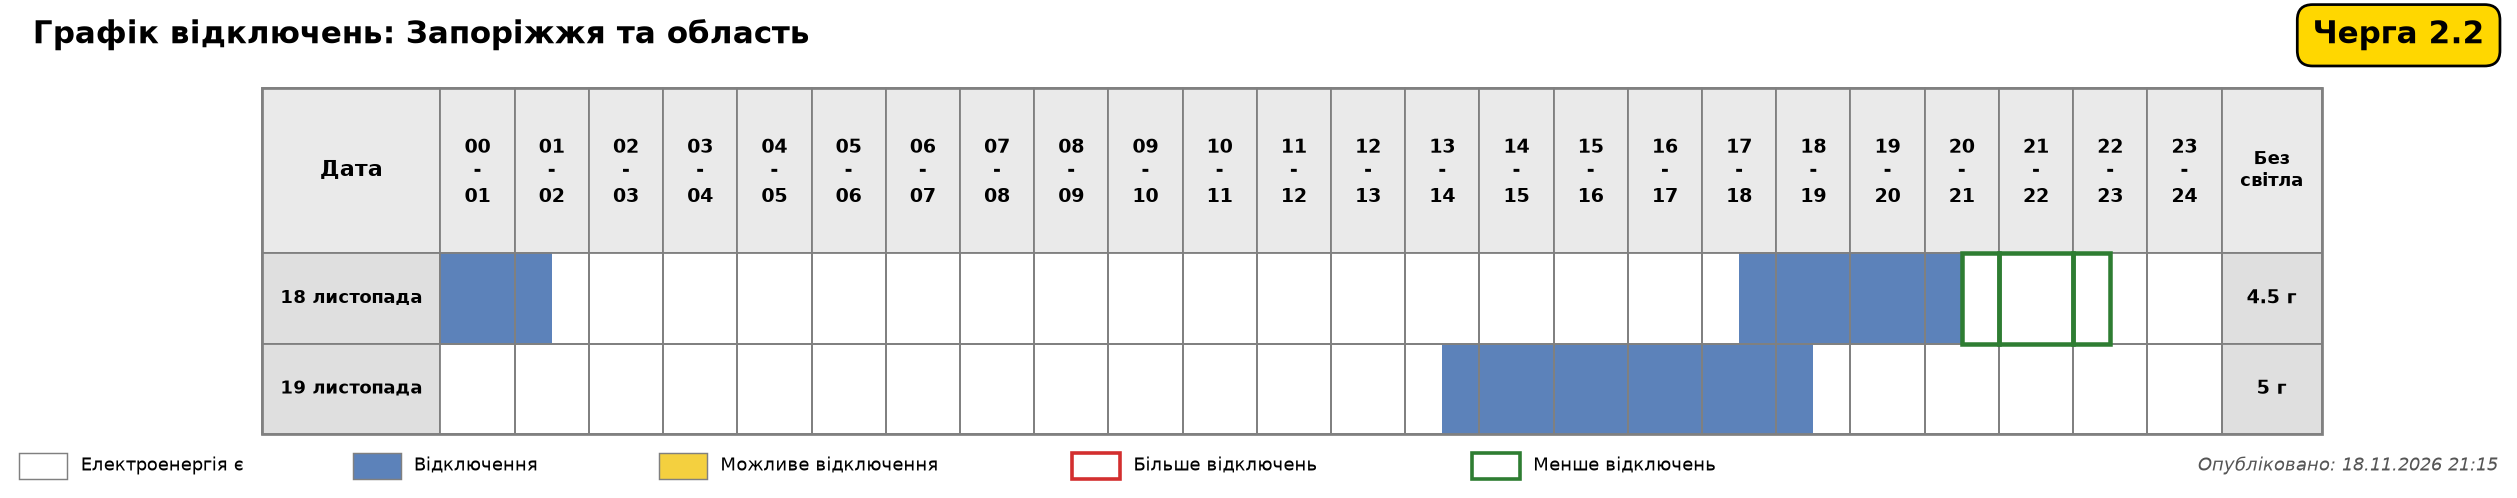 Графік відключень: Запоріжжя та область
Черга 2.2
Дата
00 - 01
01 - 02
02 - 03
03 - 04
04 - 05
05 - 06
06 - 07
07 - 08
08 - 09
09 - 10
10 - 11
11 - 12
12 - 13
13 - 14
14 - 15
15 - 16
16 - 17
17 - 18
18 - 19
19 - 20
20 - 21
21 - 22
22 - 23
23 - 24
Без
світла
18 листопада
4.5 г
19 листопада
5 г
Електроенергія є
Відключення
Можливе відключення
Більше відключень
Менше відключень
Опубліковано: 18.11.2026 21:15